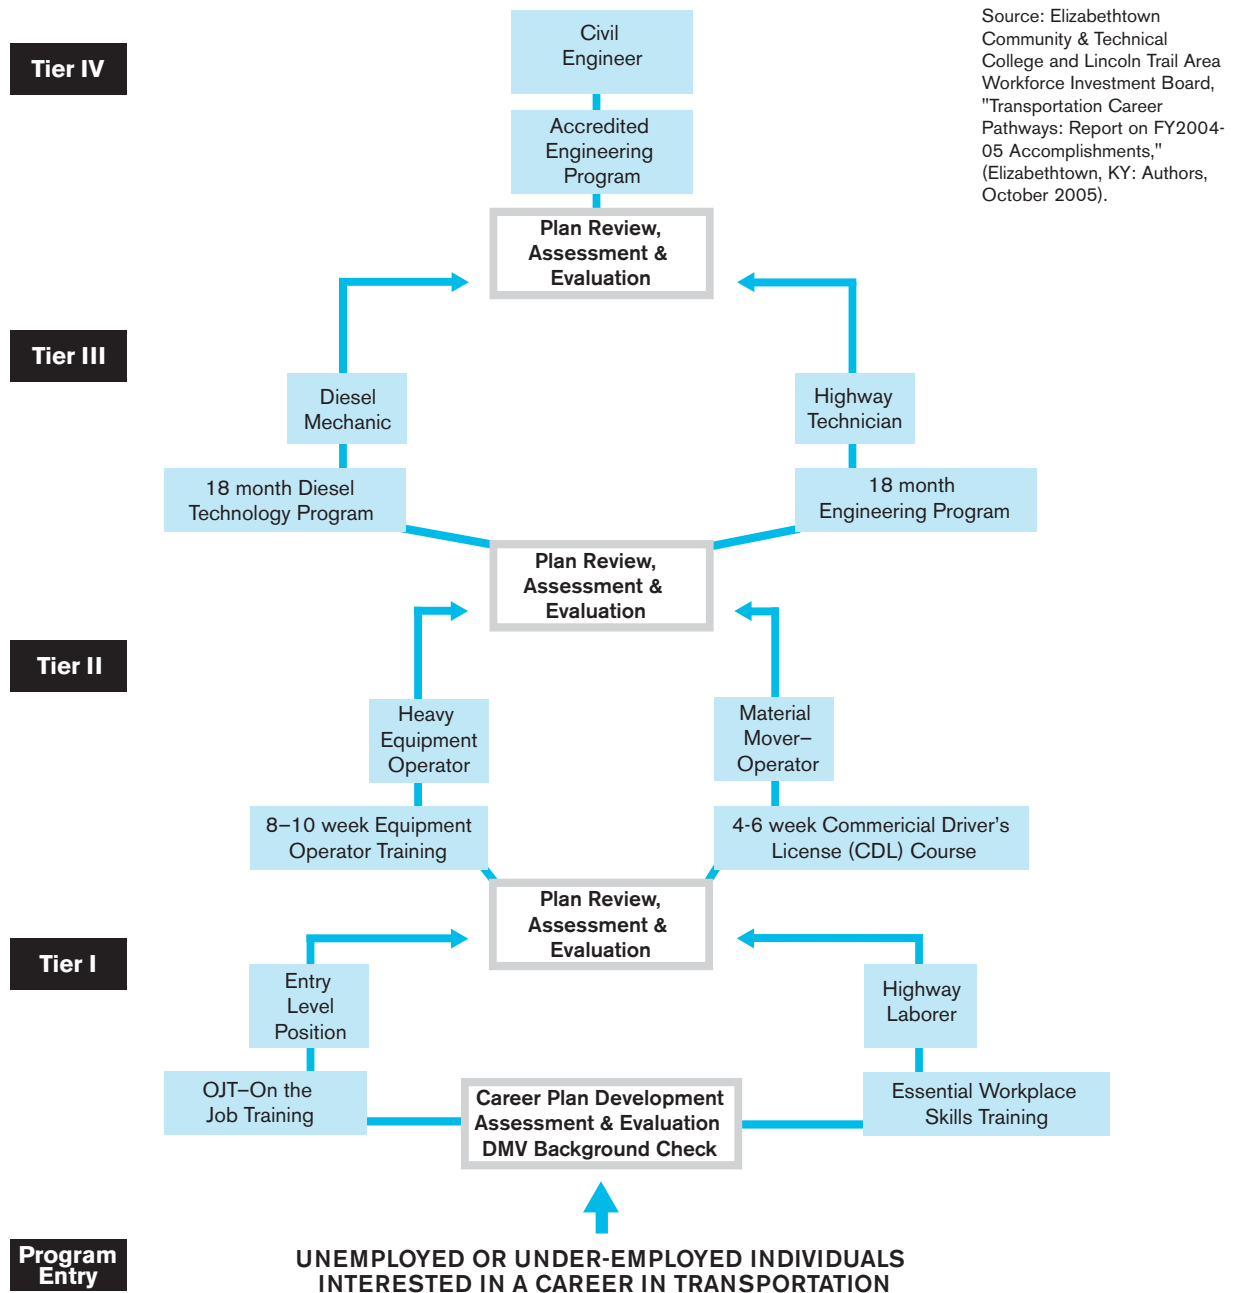 Tier IV
Civil
Engineer
Source: Elizabethtown
Community & Technical
College and Lincoln Trail Area
Workforce Investment Board,
"Transportation Career
Pathways: Report on FY2004-
05 Accomplishments,"
(Elizabethtown, KY: Authors,
October 2005).
Accredited
Engineering
Program
Plan Review,
Assessment &
Evaluation
Tier III
Diesel
Mechanic
Highway
Technician
18 month Diesel
Technology Program
18 month
Engineering Program
Plan Review,
Assessment &
Evaluation
Tier II
Heavy
Equipment
Operator
Material
Mover–
Operator
8–10 week Equipment
Operator Training
4-6 week Commericial Driver's
License (CDL) Course
Plan Review,
Assessment &
Evaluation
Tier I
Entry
Level
Position
Highway
Laborer
OJT–On the
Job Training
Career Plan Development
Assessment & Evaluation
DMV Background Check
Essential Workplace
Skills Training
Program
Entry
UNEMPLOYED OR UNDER-EMPLOYED INDIVIDUALS
INTERESTED IN A CAREER IN TRANSPORTATION